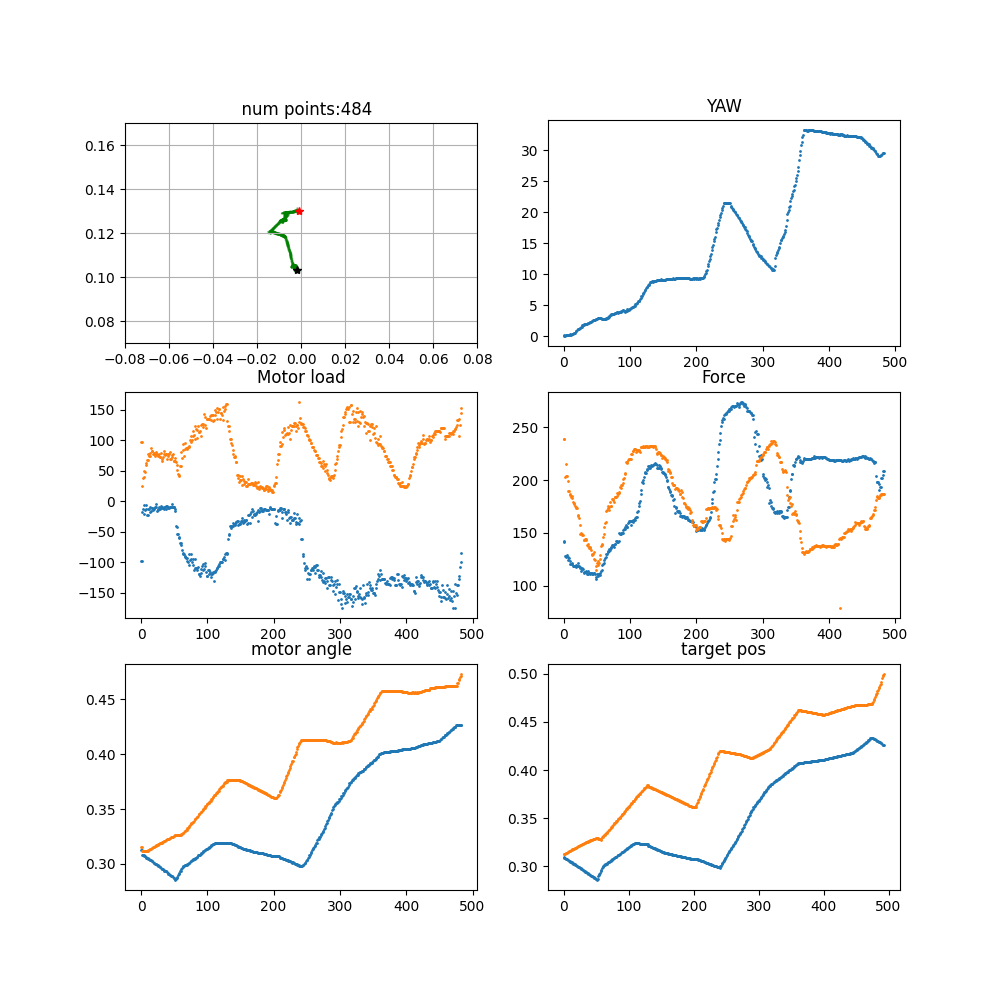 num points:484
0.16
0.14
0.12
0.10
0.08
−0.08 −0.06 −0.04 −0.02 0.00 0.02 0.04 0.06 0.08
YAW
30
25
20
15
10
5
0
0 100 200 300 400 500
Motor load
150
100
50
0
−50
−100
−150
0 100 200 300 400 500
Force
250
200
150
100
0 100 200 300 400 500
motor angle
0.45
0.40
0.35
0.30
0 100 200 300 400 500
target pos
0.50
0.45
0.40
0.35
0.30
0 100 200 300 400 500